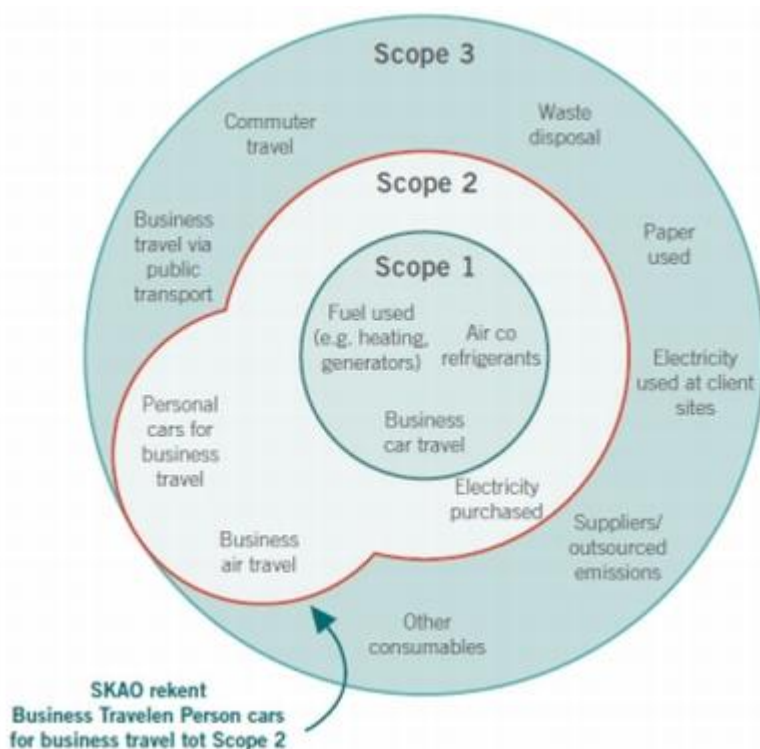 Scope 3
Commuter
travel
Waste
disposal
Scope 2
Business
travel via
public
transport
Paper
used
Scope 1
Fuel used
(e.g. heating,
generators)
Air co
refrigerants
Electricity
used at client
sites
Personal
cars for
business
travel
Business
car travel
Electricity
purchased
Business
air travel
Suppliers/
outsourced
emissions
Other
consumables
SKAO rekent
Business Travelen Person cars
for business travel tot Scope 2